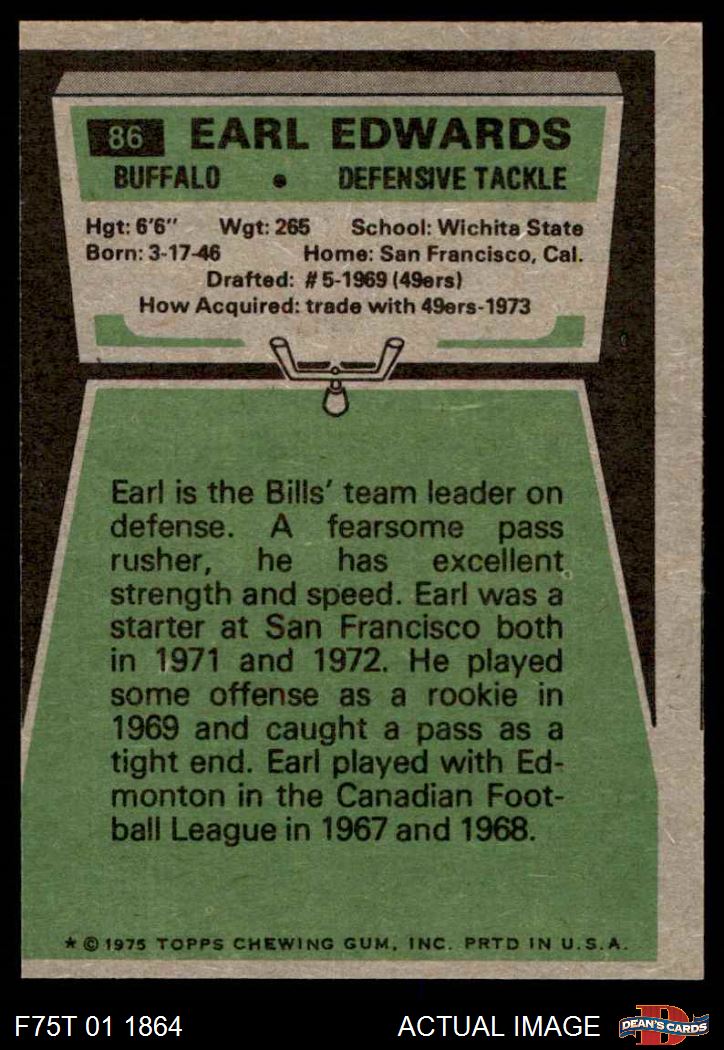 86 EARL EDWARDS
BUFFALO • DEFENSIVE TACKLE
Hgt: 6'6" Wgt: 265 School: Wichita State
Born: 3-17-46 Home: San Francisco, Cal.
Drafted: #5-1969 (49ers)
How Acquired: trade with 49ers-1973
Earl is the Bills' team leader on
defense. A fearsome pass
rusher, he has excellent
strength and speed. Earl was a
starter at San Francisco both
in 1971 and 1972. He played
some offense as a rookie in
1969 and caught a pass as a
tight end. Earl played with Ed-
monton in the Canadian Foot-
ball League in 1967 and 1968.
* © 1975 TOPPS CHEWING GUM, INC. PRTD IN U.S.A.
F75T 01 1864 ACTUAL IMAGE D DEAN'S CARDS